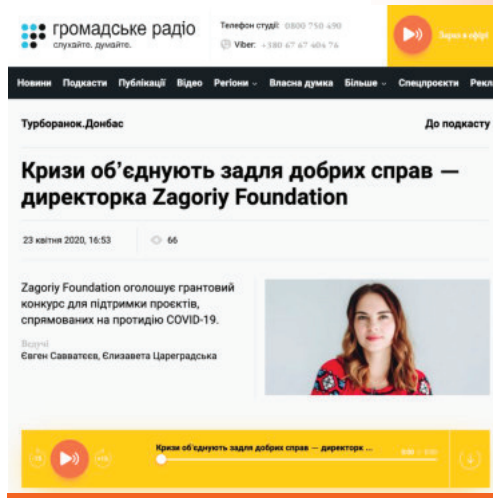 громадське радіо
слухайте. думайте.
Телефон студії: 0800 750 490
Viber: +380 67 67 404 76
Зараз в ефірі
Новини Подкасти Публікації Відео Регіони Власна думка Більше Спецпроєкти Рекл
Турборанок.Донбас
До подкасту
Кризи об’єднують задля добрих справ —
директорка Zagoriy Foundation
23 квітня 2020, 16:53
66
Zagoriy Foundation оголошує грантовий
конкурс для підтримки проєктів,
спрямованих на протидію COVID-19.
Ведучі
Євген Савватеєв, Єлизавета Цареградська
Кризи об'єднують задля добрих справ — директорк ...